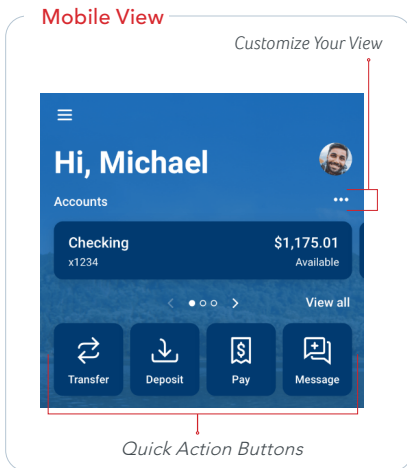 Mobile View
Customize Your View
Hi, Michael
Accounts
Checking $1,175.01
x1234 Available
View all
Transfer Deposit Pay Message
Quick Action Buttons